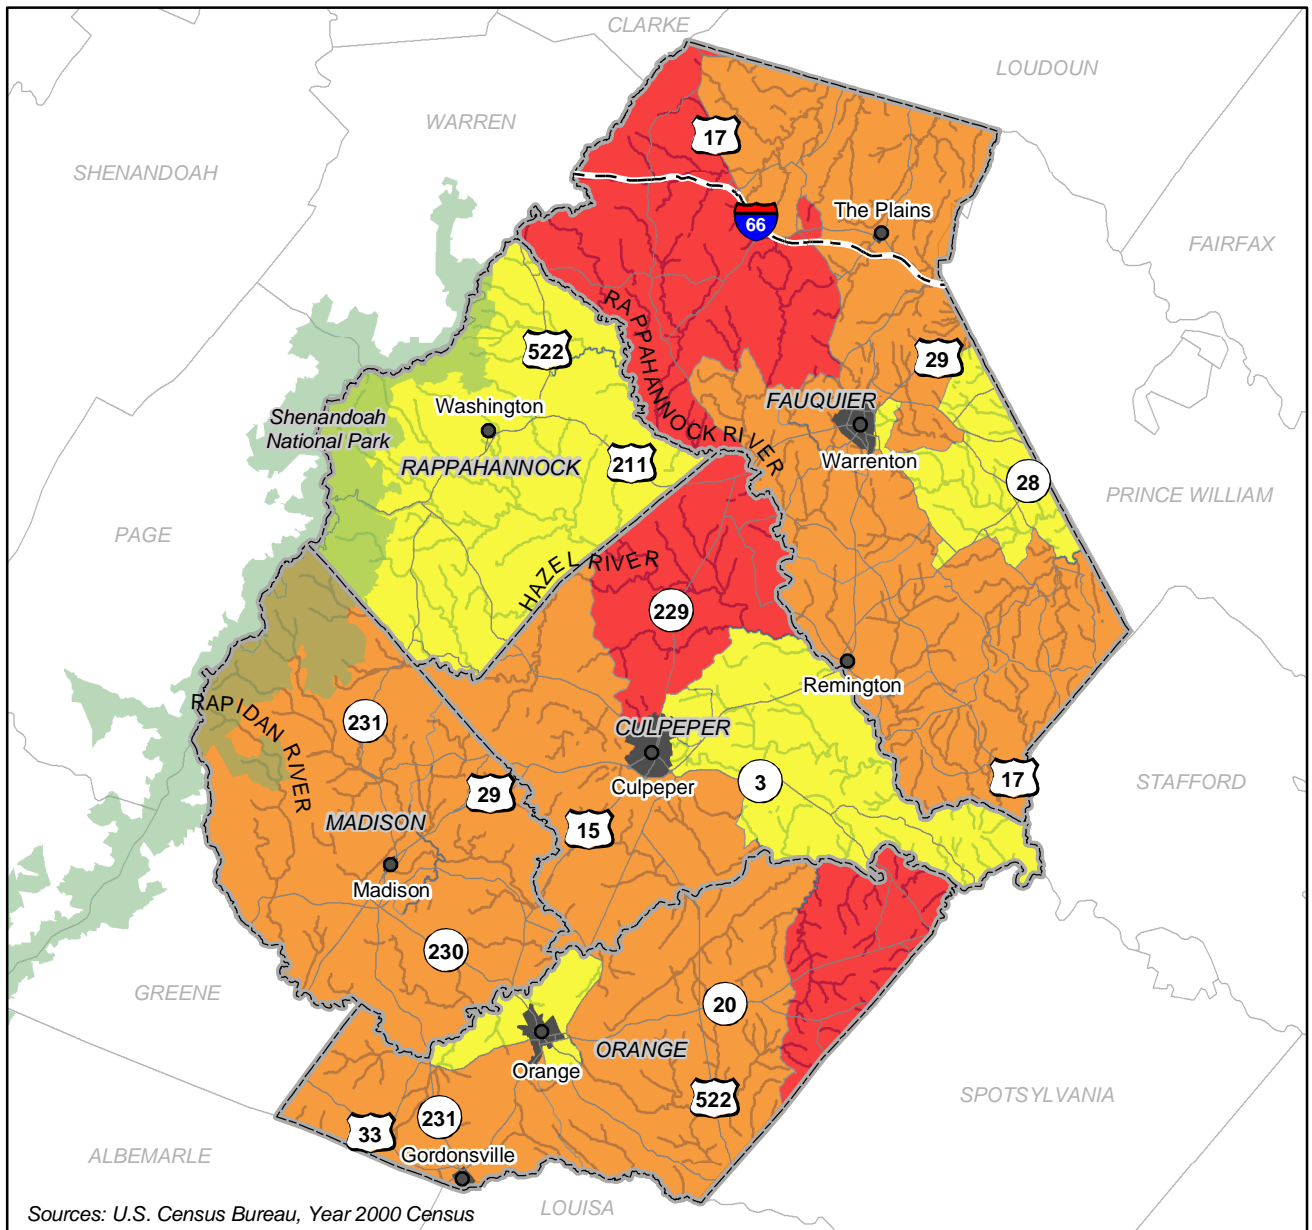 CLARKE
LOUDOUN
WARREN
17
SHENANDOAH
The Plains
66
FAIRFAX
RAPPAHANNOCK RIVER
522
29
Shenandoah
National Park
Washington
FAUQUIER
RAPPAHANNOCK
211
Warrenton
28
PRINCE WILLIAM
PAGE
HAZEL RIVER
229
Remington
RAPIDAN RIVER
231
CULPEPER
Culpeper
3
17
STAFFORD
29
15
MADISON
Madison
230
GREENE
20
ORANGE
Orange
522
SPOTSYLVANIA
231
33
Gordonsville
ALBEMARLE
LOUISA
Sources: U.S. Census Bureau, Year 2000 Census